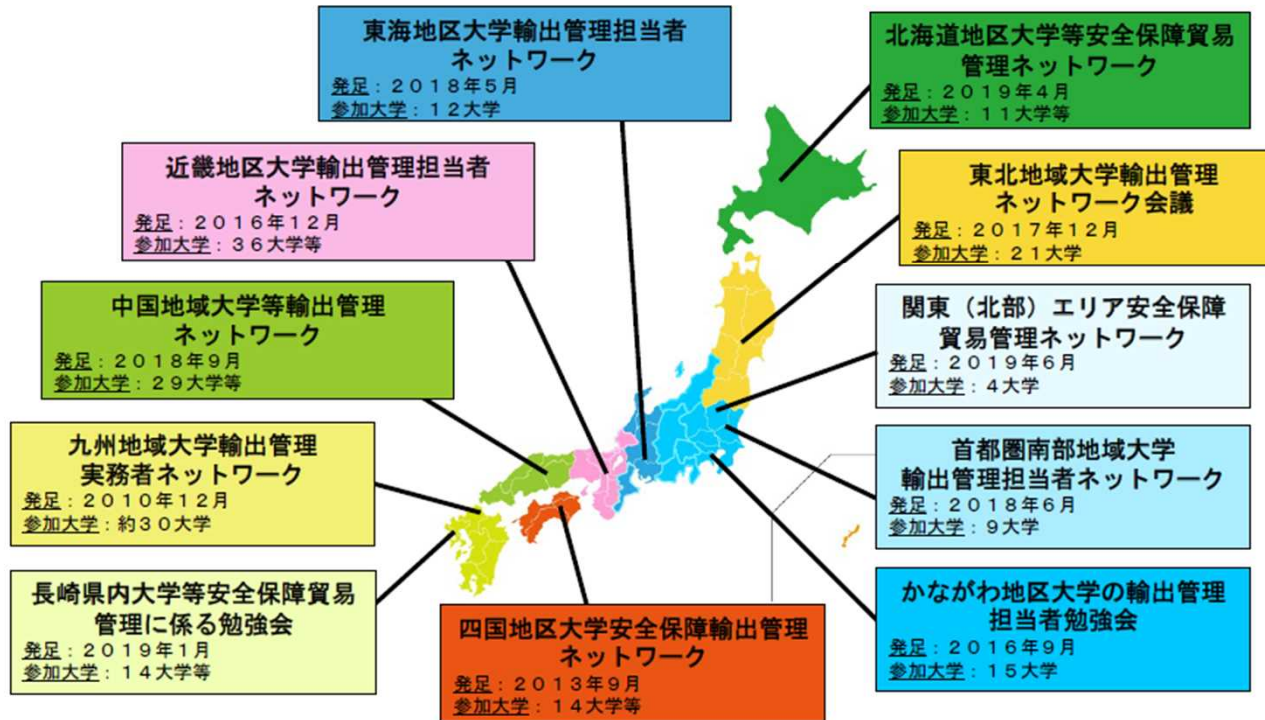 東海地区大学輸出管理担当者
ネットワーク
発足：２０１８年５月
参加大学：１２大学
北海道地区大学等安全保障貿易
管理ネットワーク
発足：２０１９年４月
参加大学：１１大学等
近畿地区大学輸出管理担当者
ネットワーク
発足：２０１６年１２月
参加大学：３６大学等
東北地域大学輸出管理
ネットワーク会議
発足：２０１７年１２月
参加大学：２１大学
中国地域大学等輸出管理
ネットワーク
発足：２０１８年９月
参加大学：２９大学等
関東（北部）エリア安全保障
貿易管理ネットワーク
発足：２０１９年６月
参加大学：４大学
九州地域大学輸出管理
実務者ネットワーク
発足：２０１０年１２月
参加大学：約３０大学
首都圏南部地域大学
輸出管理担当者ネットワーク
発足：２０１８年６月
参加大学：９大学
長崎県内大学等安全保障貿易
管理に係る勉強会
発足：２０１９年１月
参加大学：１４大学等
四国地区大学安全保障輸出管理
ネットワーク
発足：２０１３年９月
参加大学：１４大学等
かながわ地区大学の輸出管理
担当者勉強会
発足：２０１６年９月
参加大学：１５大学